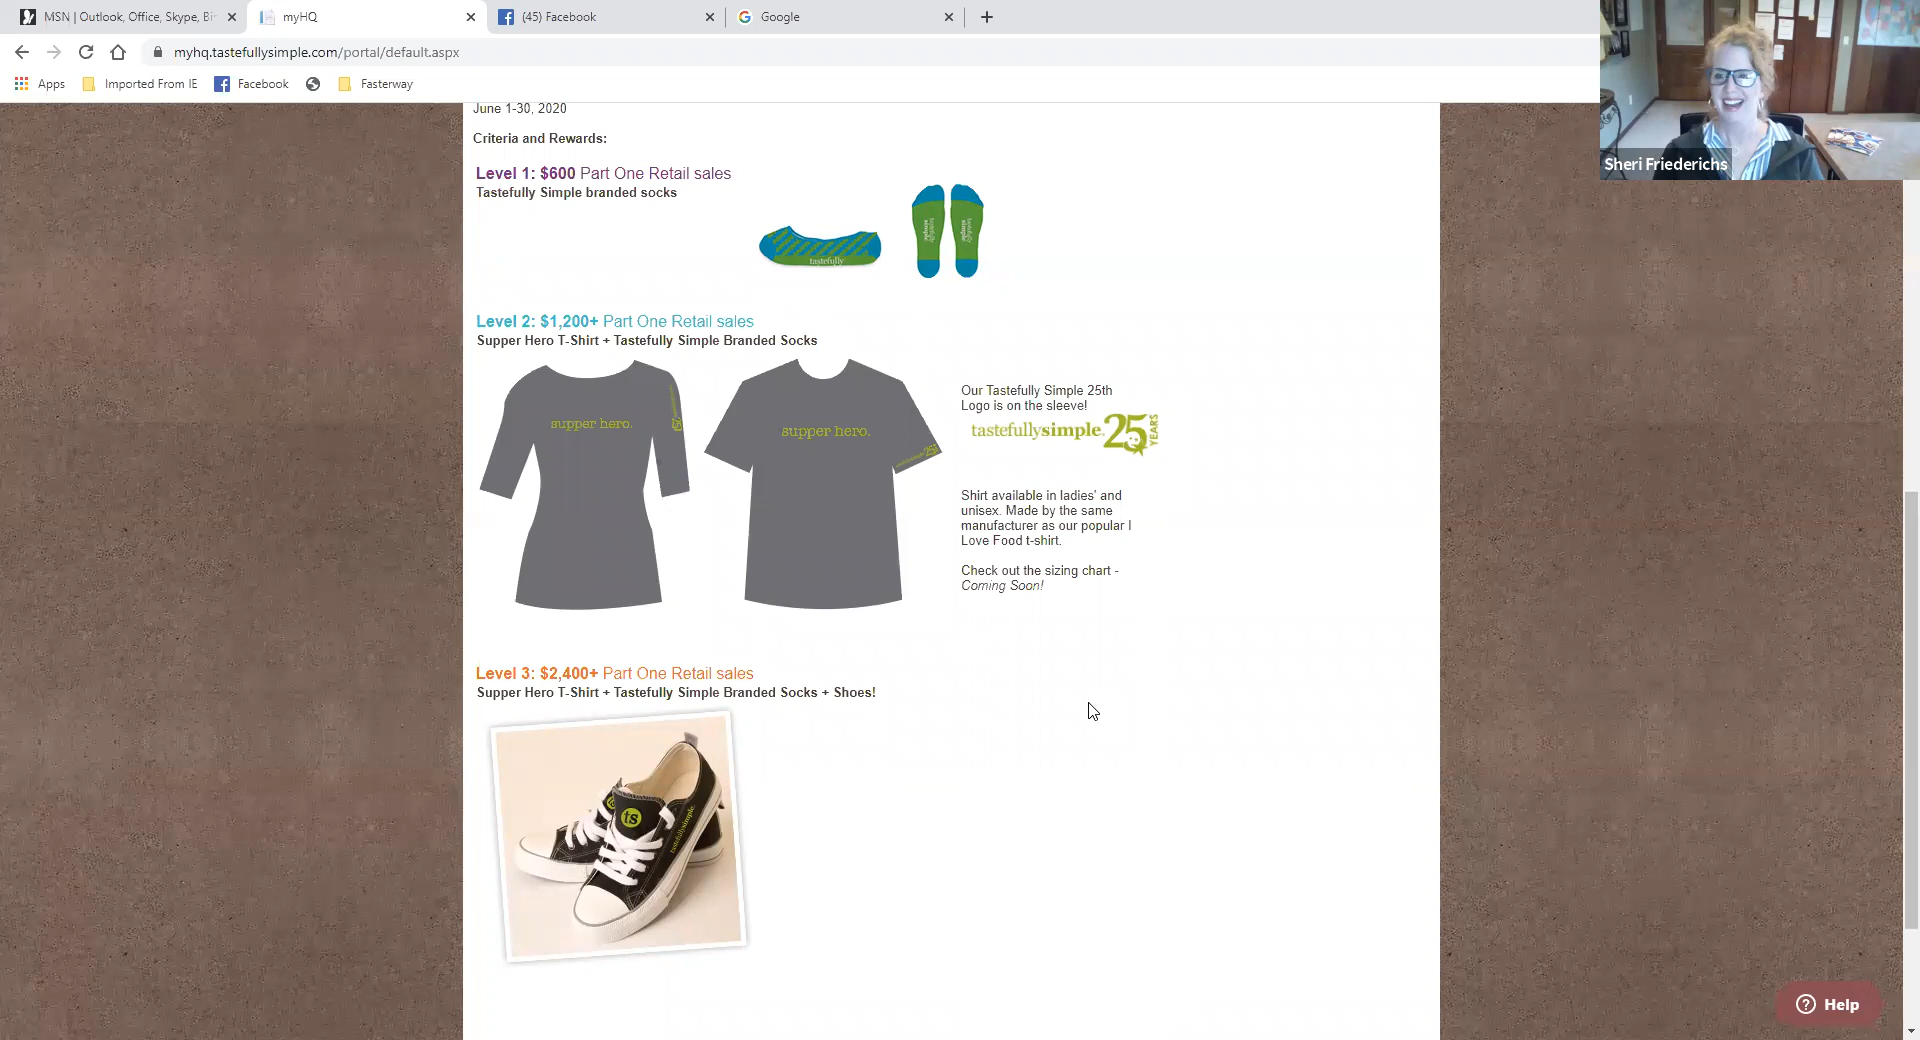 MSN | Outlook, Office, Skype, Bi
myHQ
(45) Facebook
Google
myhq.tastefullysimple.com/portal/default.aspx
Apps
Imported From IE
Facebook
Fasterway
Sheri Friederichs
June 1-30, 2020
Criteria and Rewards:
Level 1: $600 Part One Retail sales
Tastefully Simple branded socks
tastefully
tastefully simple
tastefully simple
Level 2: $1,200+ Part One Retail sales
Supper Hero T-Shirt + Tastefully Simple Branded Socks
supper hero.
supper hero.
Our Tastefully Simple 25th
Logo is on the sleeve!
tastefullysimple. 25 YEARS
Shirt available in ladies' and
unisex. Made by the same
manufacturer as our popular I
Love Food t-shirt.
Check out the sizing chart -
Coming Soon!
Level 3: $2,400+ Part One Retail sales
Supper Hero T-Shirt + Tastefully Simple Branded Socks + Shoes!
ts
tastefullysimple.
Help